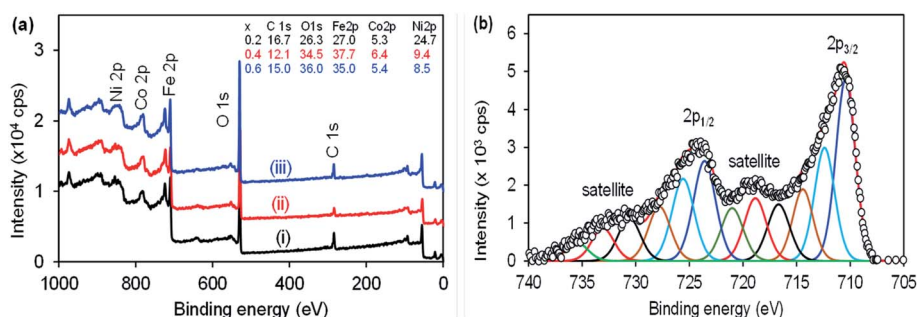 (a)
x C 1s O1s Fe2p Co2p Ni2p
0.2 16.7 26.3 27.0 5.3 24.7
0.4 12.1 34.5 37.7 6.4 9.4
0.6 15.0 36.0 35.0 5.4 8.5
Ni 2p
Co 2p
Fe 2p
O 1s
C 1s
(iii)
(ii)
(i)
Intensity (x10⁴ cps)
3
2
1
0
1000 800 600 400 200 0
Binding energy (eV)
(b)
2p3/2
2p1/2
satellite
satellite
Intensity (x 10³ cps)
6
5
4
3
2
1
0
740 735 730 725 720 715 710 705
Binding energy (eV)